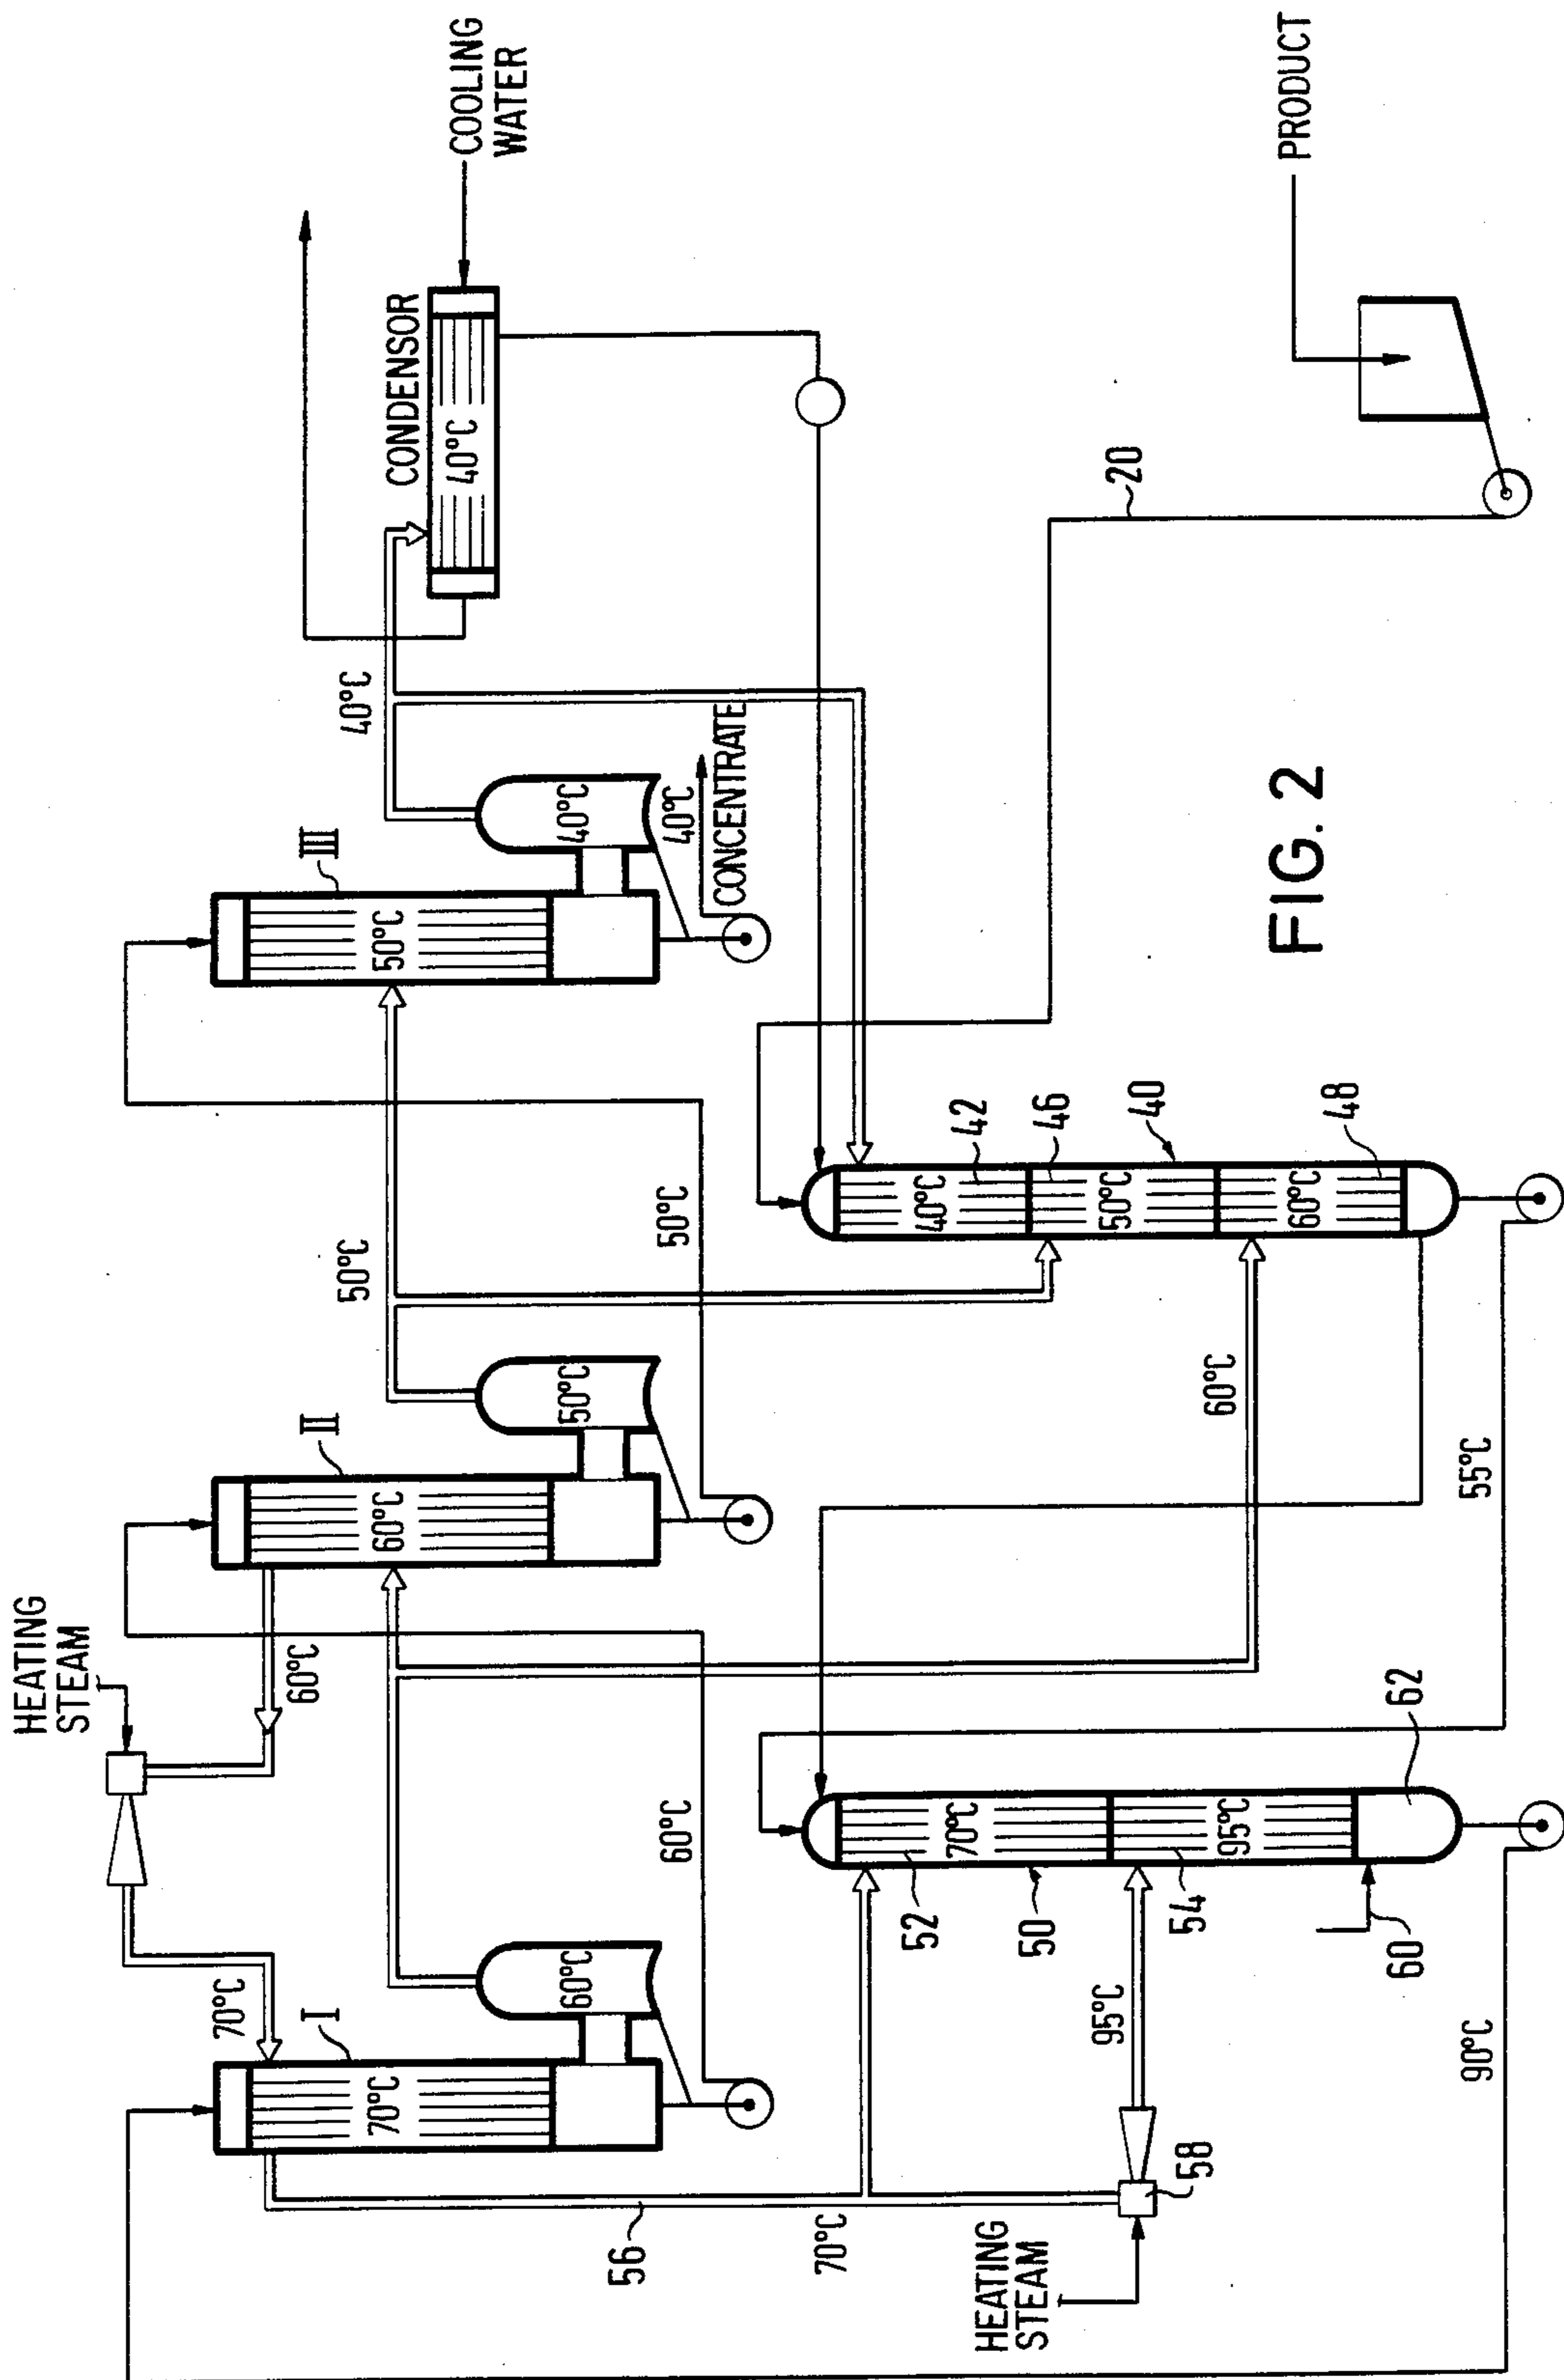 HEATING
STEAM
60°C
70°C
I
70°C
60°C
60°C
II
60°C
50°C
50°C
50°C
III
50°C
40°C
40°C
40°C
CONCENTRATE
CONDENSOR
40°C
COOLING
WATER
56
70°C
HEATING
STEAM
58
95°C
52
70°C
50
54
95°C
60
62
90°C
60°C
55°C
40°C
42
46
50°C
40
60°C
48
20
PRODUCT
FIG. 2